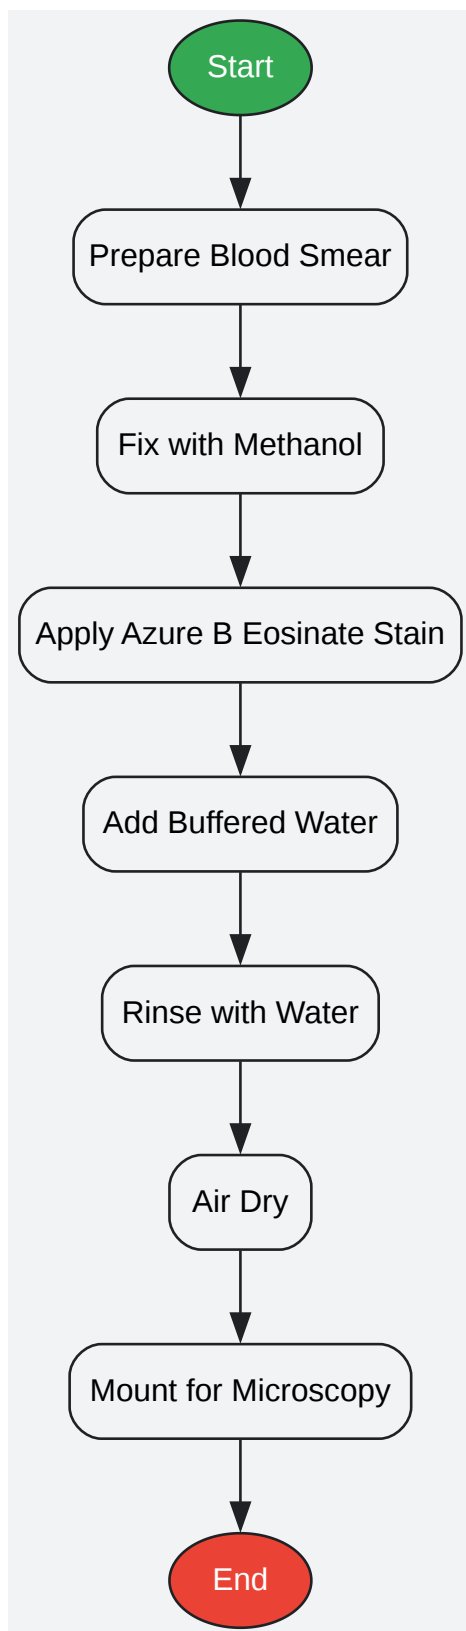 Start
Prepare Blood Smear
Fix with Methanol
Apply Azure B Eosinate Stain
Add Buffered Water
Rinse with Water
Air Dry
Mount for Microscopy
End